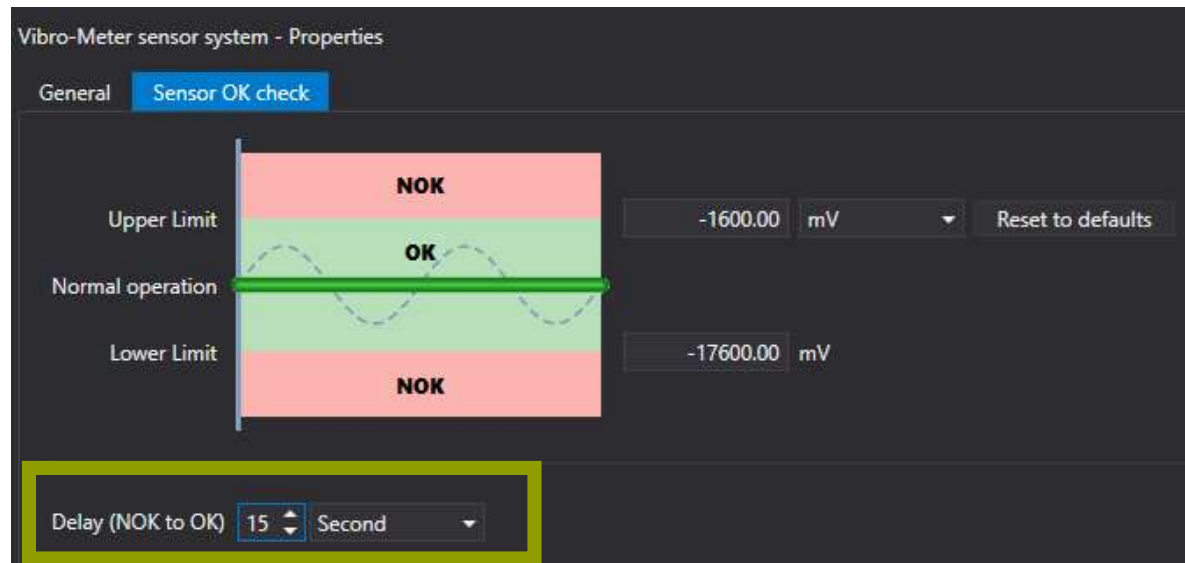 Vibro-Meter sensor system - Properties
General Sensor OK check
NOK
Upper Limit -1600.00 mV Reset to defaults
OK
Normal operation
Lower Limit -17600.00 mV
NOK
Delay (NOK to OK) 15 Second